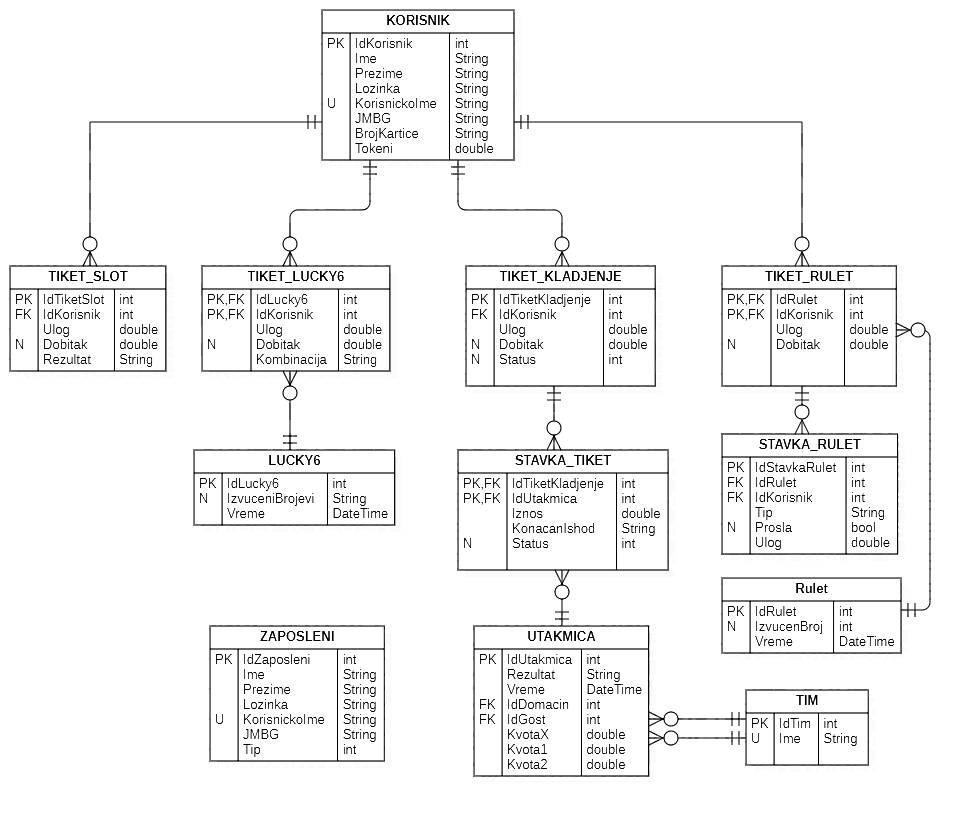 KORISNIK
PK IdKorisnik int
Ime String
Prezime String
Lozinka String
U KorisnickoIme String
JMBG String
BrojKartice String
Tokeni double
TIKET_SLOT
PK IdTiketSlot int
FK IdKorisnik int
Ulog double
N Dobitak double
Rezultat String
TIKET_LUCKY6
PK,FK IdLucky6 int
PK,FK IdKorisnik int
Ulog double
N Dobitak double
Kombinacija String
TIKET_KLADJENJE
PK IdTiketKladjenje int
FK IdKorisnik int
Ulog double
N Dobitak double
N Status int
TIKET_RULET
PK,FK IdRulet int
PK,FK IdKorisnik int
Ulog double
N Dobitak double
LUCKY6
PK IdLucky6 int
N IzvuceniBrojevi String
Vreme DateTime
STAVKA_TIKET
PK,FK IdTiketKladjenje int
PK,FK IdUtakmica int
Iznos double
KonacanIshod String
N Status int
STAVKA_RULET
PK IdStavkaRulet int
FK IdRulet int
FK IdKorisnik int
Tip String
N Prosla bool
Ulog double
Rulet
PK IdRulet int
N IzvucenBroj int
Vreme DateTime
ZAPOSLENI
PK IdZaposleni int
Ime String
Prezime String
Lozinka String
U KorisnickoIme String
JMBG String
Tip int
UTAKMICA
PK IdUtakmica int
Rezultat String
Vreme DateTime
FK IdDomacin int
FK IdGost int
KvotaX double
Kvota1 double
Kvota2 double
TIM
PK IdTim int
U Ime String